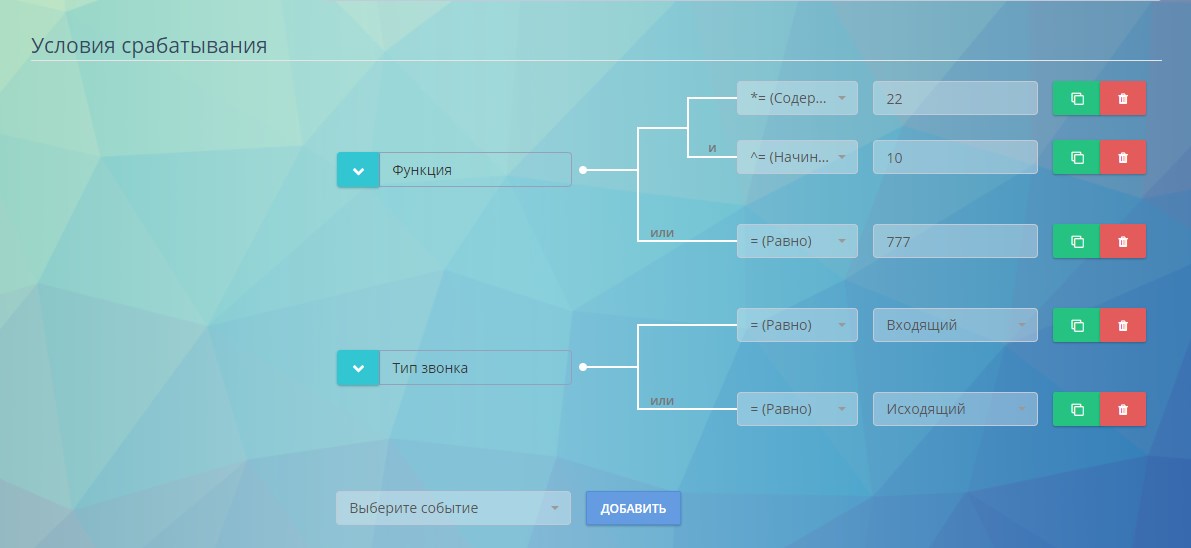 Условия срабатывания
*= (Содер... 22
и
^= (Начин... 10
Функция
или
= (Равно) 777
= (Равно) Входящий
Тип звонка
или
= (Равно) Исходящий
Выберите событие ДОБАВИТЬ